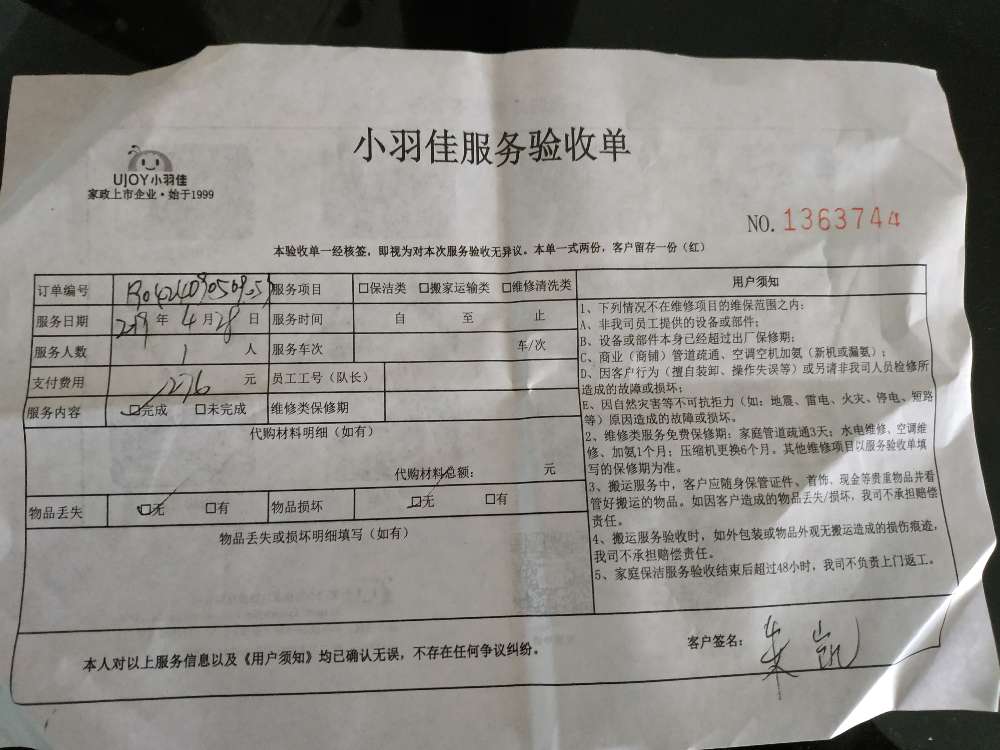 小羽佳服务验收单
UJOY小羽佳
家政上市企业·始于1999
NO. 1363744
本验收单一经核签，即视为对本次服务验收无异议。本单一式两份，客户留存一份（红）
订单编号 服务项目 □保洁类 □搬家运输类 □维修清洗类
服务日期 年 4 月 28 日 服务时间 自 至 止
服务人数 1 人 服务车次 车/次
支付费用 276 元 员工工号（队长）
服务内容 □完成 □未完成 维修类保修期
代购材料明细（如有）
代购材料总额： 元
物品丢失 □无 □有 物品损坏 □无 □有
物品丢失或损坏明细填写（如有）
用户须知
1、下列情况不在维修项目的维保范围之内：
A、非我司员工提供的设备或部件；
B、设备或部件本身已经超过出厂保修期；
C、商业（商铺）管道疏通、空调空机加氨（新机或漏氨）；
D、因客户行为（擅自装卸、操作失误等）或另请非我司人员检修所
造成的故障或损坏；
E、因自然灾害等不可抗拒力（如：地震、雷电、火灾、停电、短路
等）原因造成的故障或损坏。
2、维修类服务免费保修期：家庭管道疏通3天；水电维修、空调维
修、加氨1个月；压缩机更换6个月。其他维修项目以服务验收单填
写的保修期为准。
3、搬运服务中，客户应随身保管证件、首饰、现金等贵重物品并看
管好搬运的物品。如因客户造成的物品丢失/损坏，我司不承担赔偿
责任。
4、搬运服务验收时，如外包装或物品外观无搬运造成的损伤痕迹，
我司不承担赔偿责任。
5、家庭保洁服务验收结束后超过48小时，我司不负责上门返工。
本人对以上服务信息以及《用户须知》均已确认无误，不存在任何争议纠纷。
客户签名： 朱凯